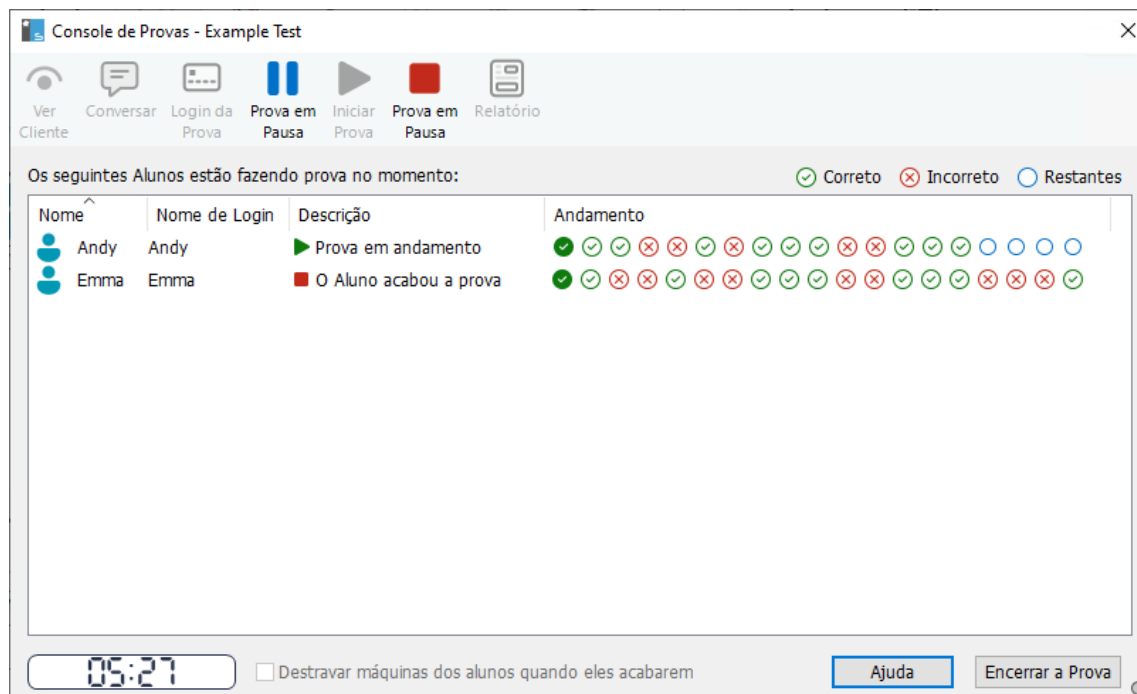 Console de Provas - Example Test
Ver Cliente
Conversar
Login da Prova
Prova em Pausa
Iniciar Prova
Prova em Pausa
Relatório
Os seguintes Alunos estão fazendo prova no momento:
Correto Incorreto Restantes
Nome Nome de Login Descrição Andamento
Andy Andy Prova em andamento
Emma Emma O Aluno acabou a prova
05:27 Destravar máquinas dos alunos quando eles acabarem Ajuda Encerrar a Prova